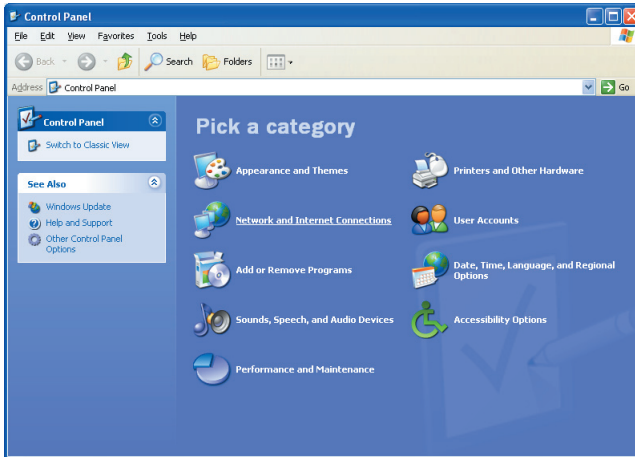 Control Panel
File Edit View Favorites Tools Help
Back Search Folders
Address Control Panel Go
Control Panel
Switch to Classic View
See Also
Windows Update
Help and Support
Other Control Panel
Options
Pick a category
Appearance and Themes
Printers and Other Hardware
Network and Internet Connections
User Accounts
Add or Remove Programs
Date, Time, Language, and Regional
Options
Sounds, Speech, and Audio Devices
Accessibility Options
Performance and Maintenance